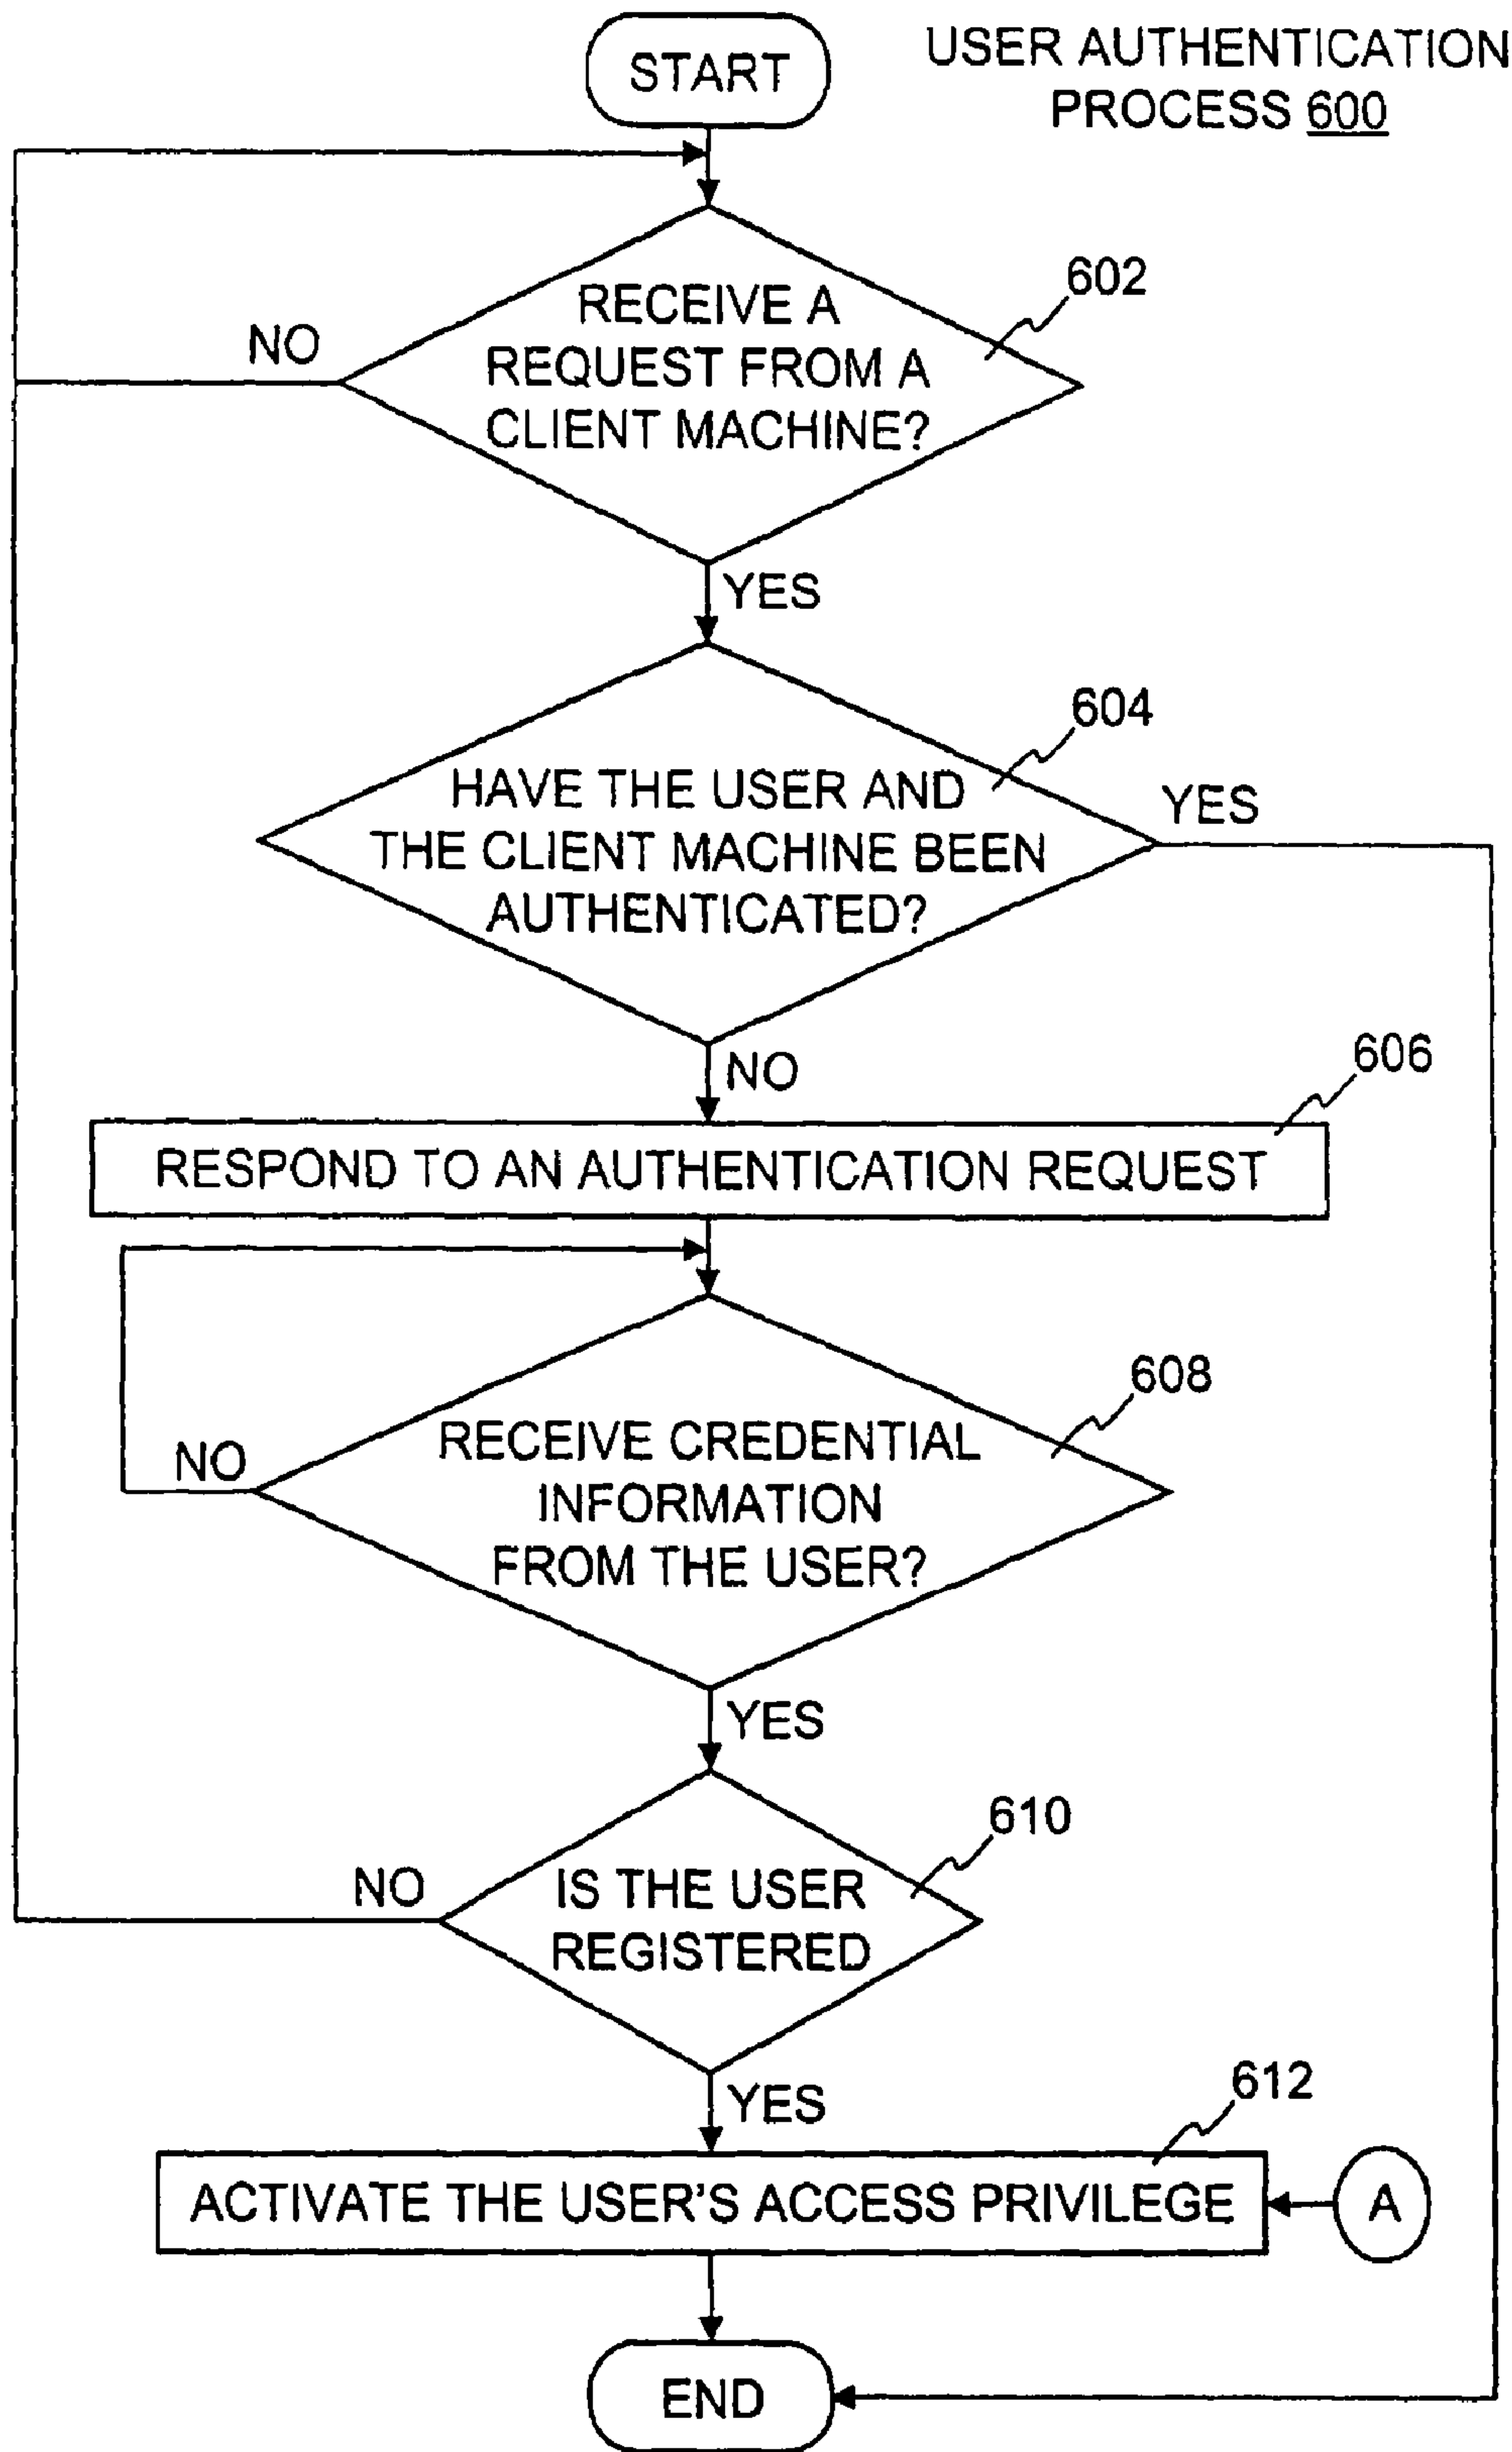 START
USER AUTHENTICATION
PROCESS 600
602
RECEIVE A
REQUEST FROM A
CLIENT MACHINE?
NO
YES
604
HAVE THE USER AND
THE CLIENT MACHINE BEEN
AUTHENTICATED?
YES
NO
606
RESPOND TO AN AUTHENTICATION REQUEST
608
RECEIVE CREDENTIAL
INFORMATION
FROM THE USER?
NO
YES
610
IS THE USER
REGISTERED
NO
YES
612
ACTIVATE THE USER'S ACCESS PRIVILEGE
A
END